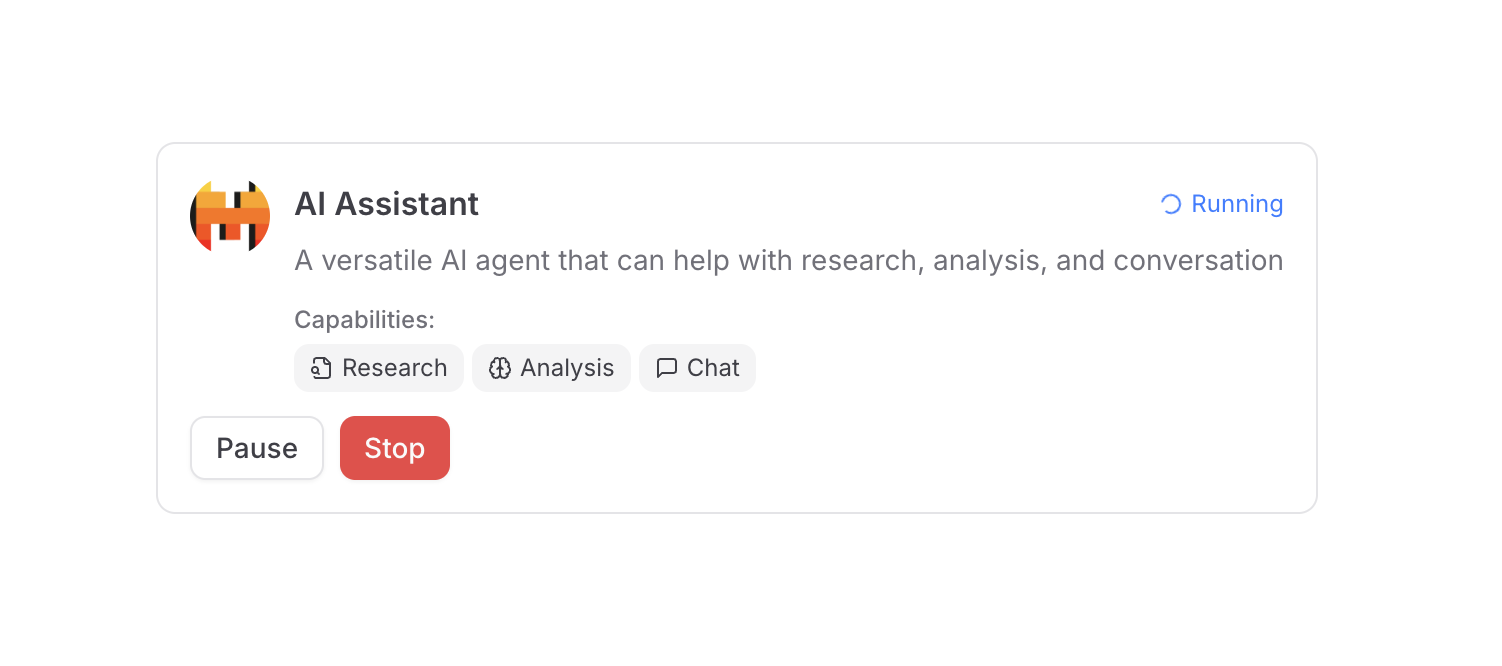 AI Assistant
Running
A versatile AI agent that can help with research, analysis, and conversation
Capabilities:
Research Analysis Chat
Pause Stop